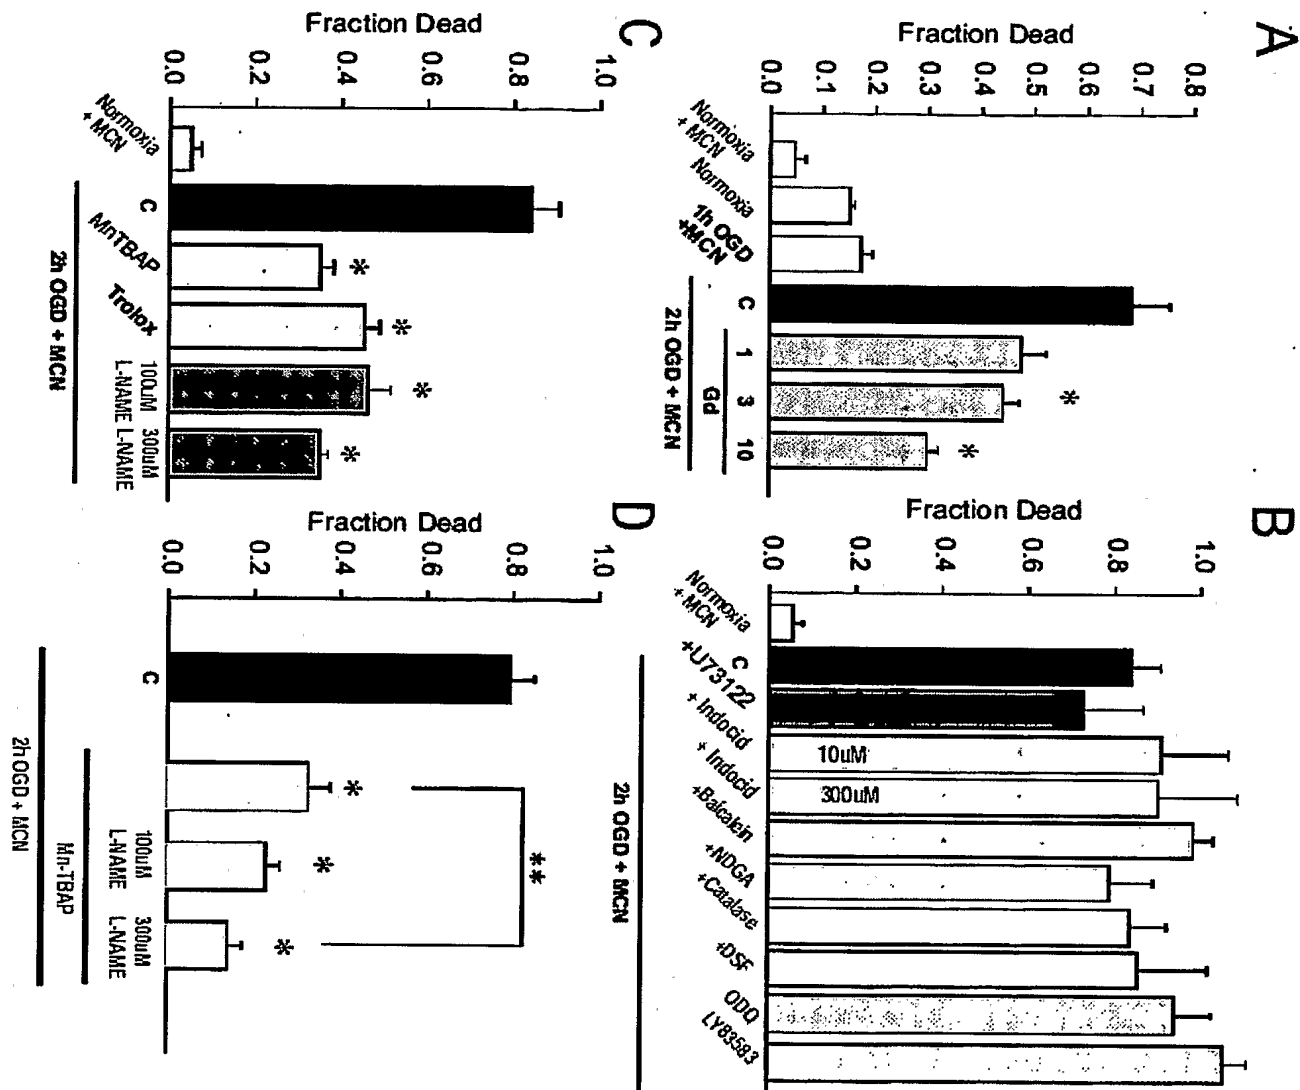 A
Fraction Dead
0.8
0.7
0.6
0.5
0.4
0.3
0.2
0.1
0.0
Normoxia
+ MCN
Normoxia
1h OGD
+MCN
C
1
3
10
*
*
Gd
2h OGD + MCN
B
Fraction Dead
1.0
0.8
0.6
0.4
0.2
0.0
10uM
300uM
Normoxia
+ MCN
C
+U73122
+ Indocid
+ Indocid
+Balcalein
+NDGA
+Catalase
+DSF
ODQ
LY83583
2h OGD + MCN
C
Fraction Dead
1.0
0.8
0.6
0.4
0.2
0.0
*
*
*
*
Normoxia
+ MCN
C
MnTBAP
Trolox
100uM
L-NAME
300uM
L-NAME
2h OGD + MCN
D
Fraction Dead
1.0
0.8
0.6
0.4
0.2
0.0
**
*
*
*
C
100uM
L-NAME
300uM
L-NAME
Mn-TBAP
2h OGD + MCN